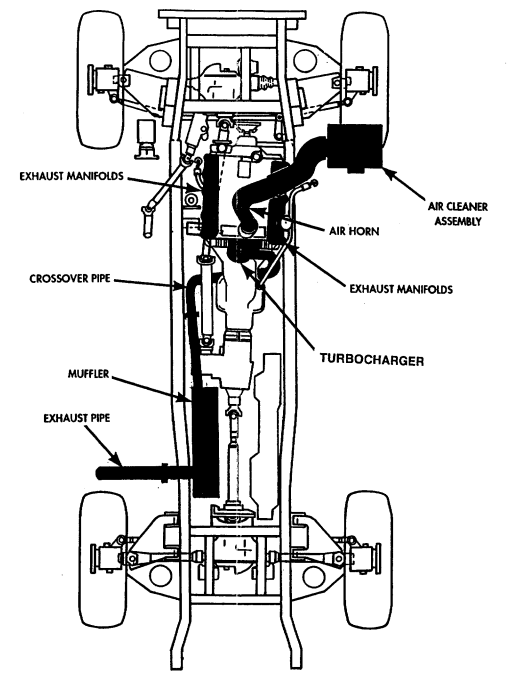 EXHAUST MANIFOLDS
AIR CLEANER
ASSEMBLY
AIR HORN
CROSSOVER PIPE
EXHAUST MANIFOLDS
TURBOCHARGER
MUFFLER
EXHAUST PIPE